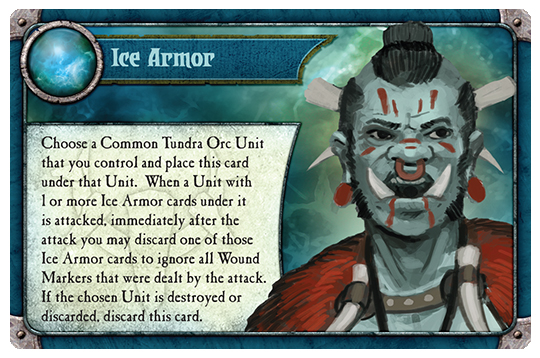 Ice Armor
Choose a Common Tundra Orc Unit
that you control and place this card
under that Unit. When a Unit with
1 or more Ice Armor cards under it
is attacked, immediately after the
attack you may discard one of those
Ice Armor cards to ignore all Wound
Markers that were dealt by the attack.
If the chosen Unit is destroyed or
discarded, discard this card.